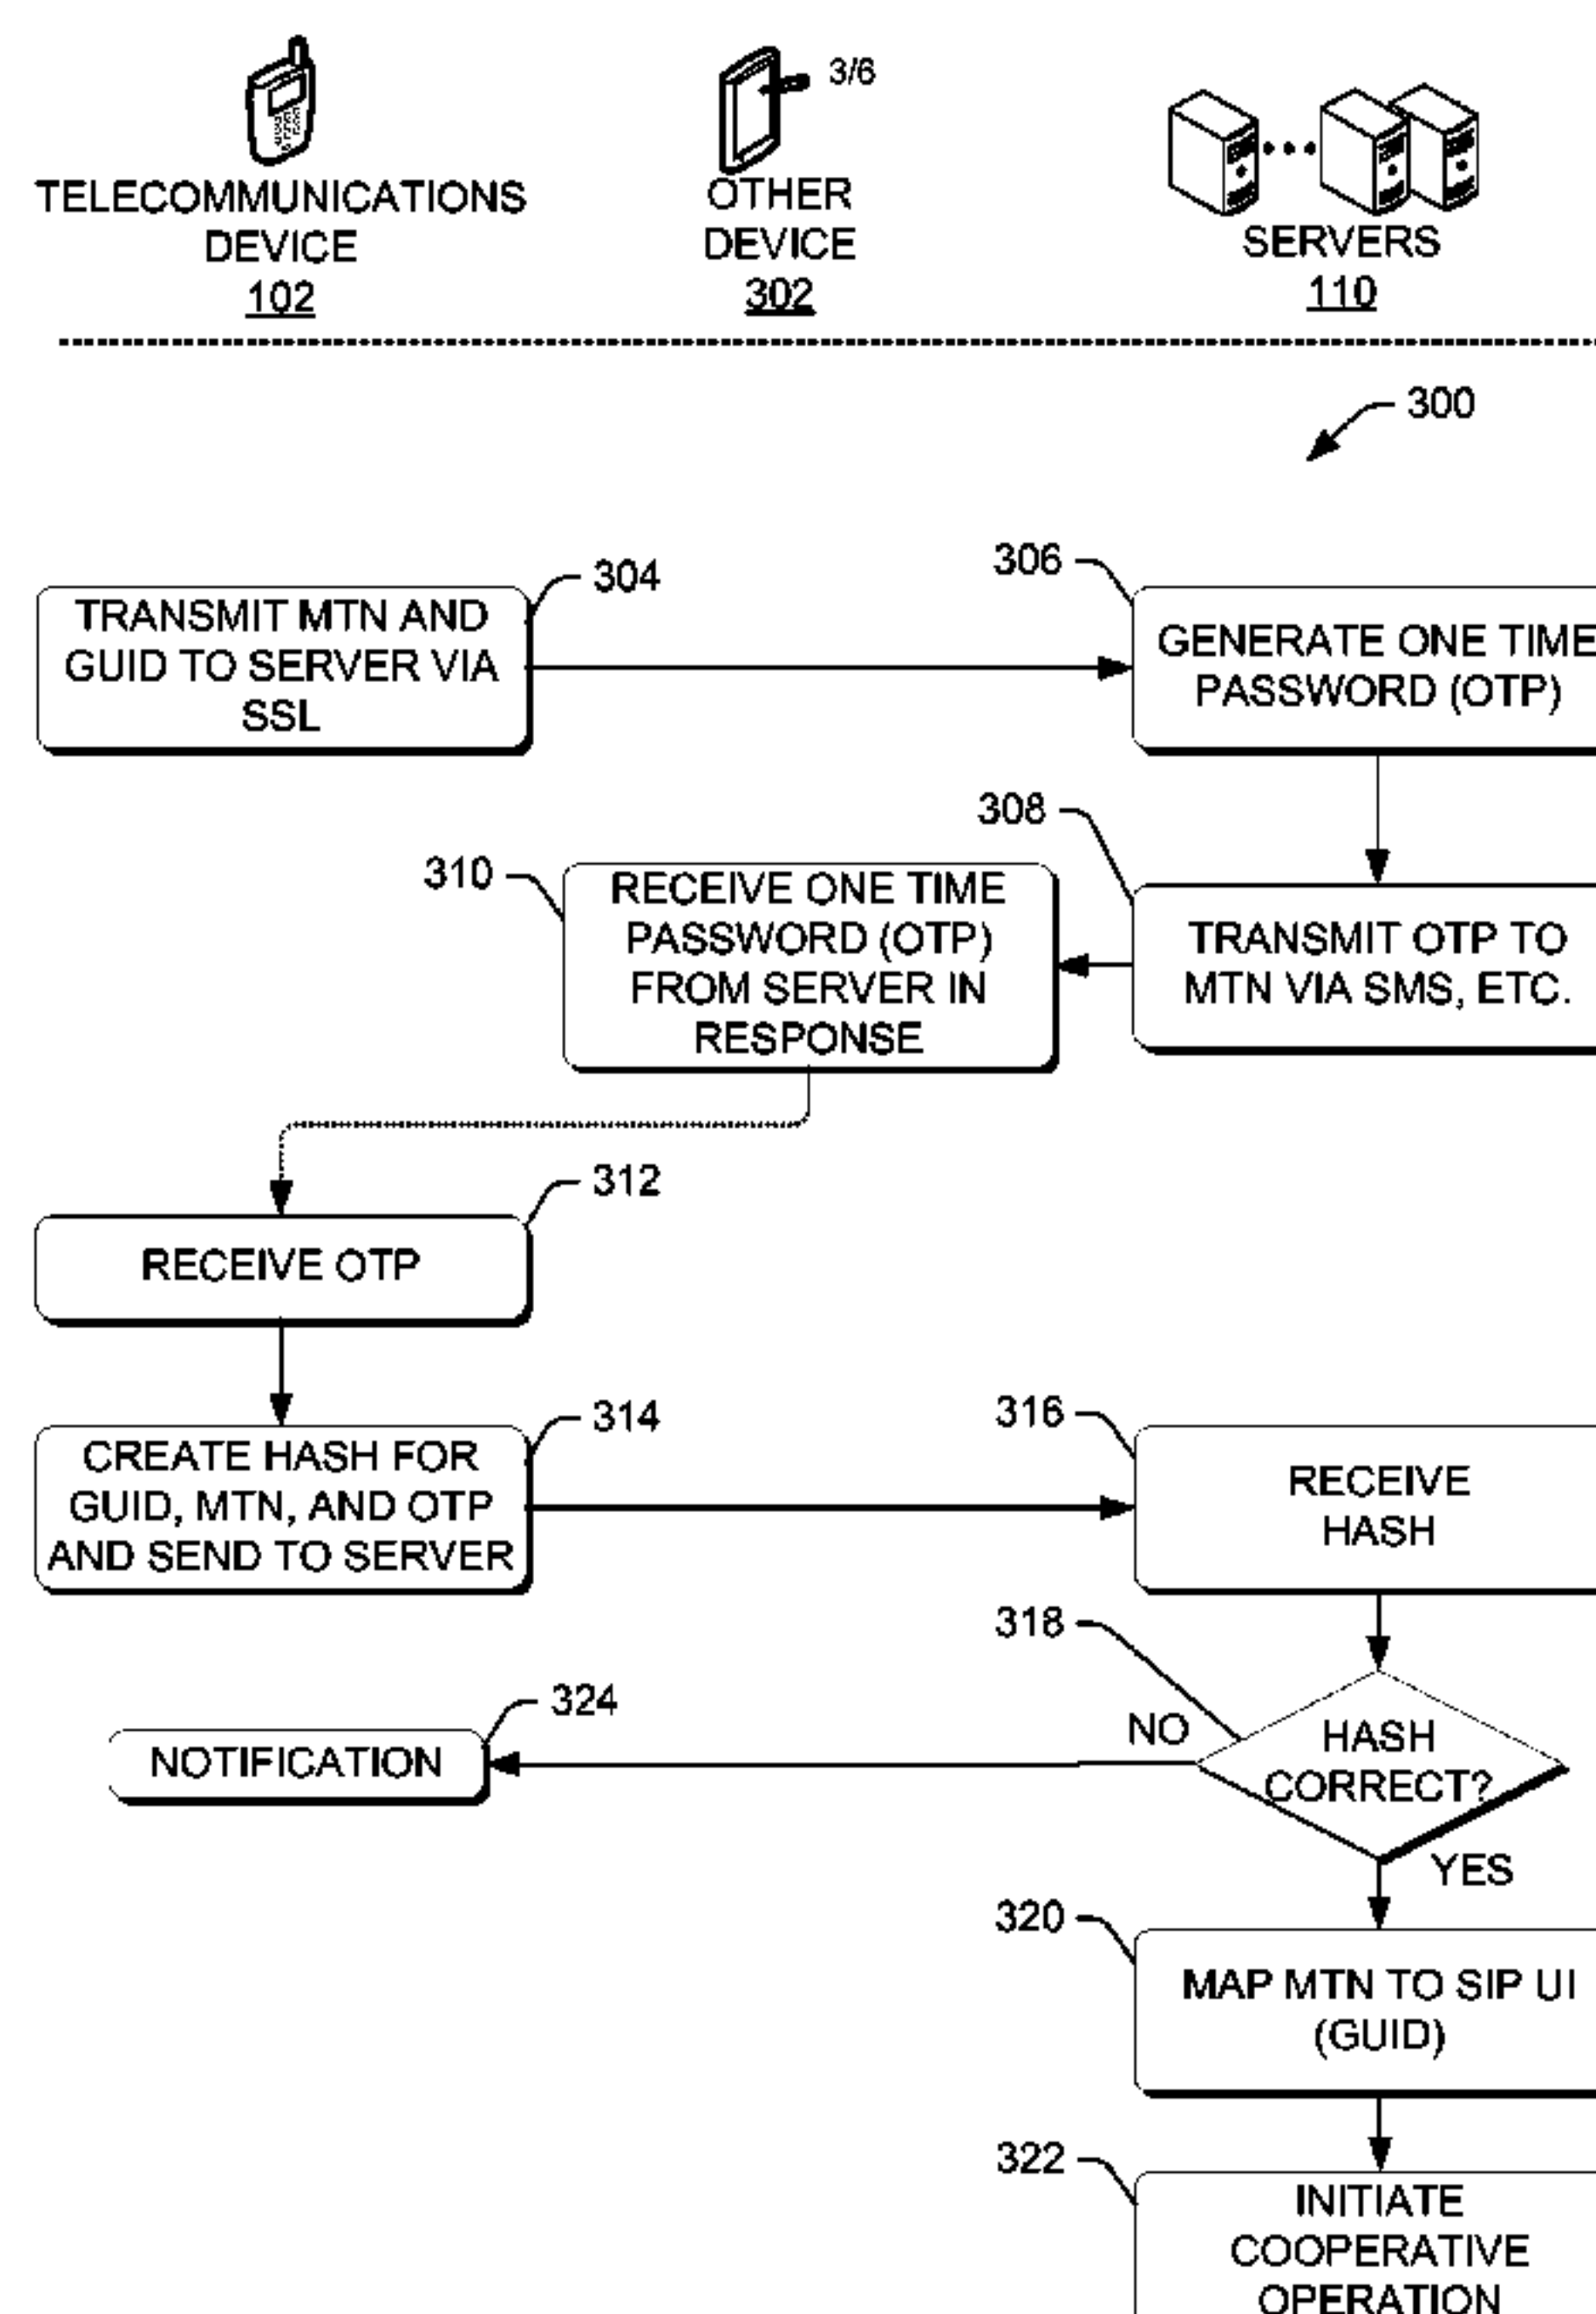 3/6
TELECOMMUNICATIONS
DEVICE
102
OTHER
DEVICE
302
SERVERS
110
300
304
TRANSMIT MTN AND
GUID TO SERVER VIA
SSL
306
GENERATE ONE TIME
PASSWORD (OTP)
308
TRANSMIT OTP TO
MTN VIA SMS, ETC.
310
RECEIVE ONE TIME
PASSWORD (OTP)
FROM SERVER IN
RESPONSE
312
RECEIVE OTP
314
CREATE HASH FOR
GUID, MTN, AND OTP
AND SEND TO SERVER
316
RECEIVE
HASH
318
HASH
CORRECT?
NO
324
NOTIFICATION
YES
320
MAP MTN TO SIP UI
(GUID)
322
INITIATE
COOPERATIVE
OPERATION